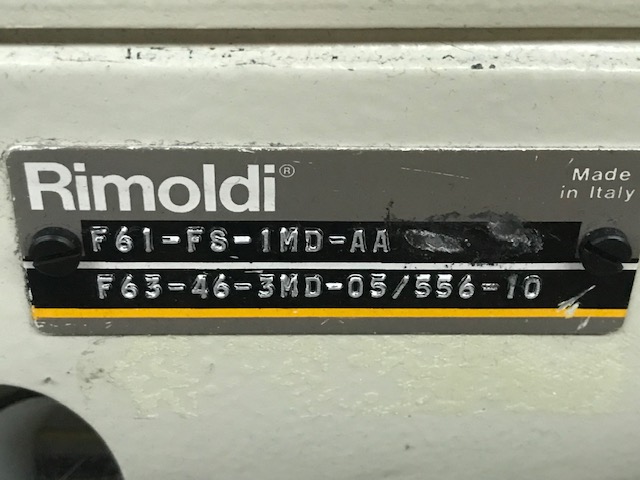 Rimoldi®
Made
in Italy
F61-FS-1MD-AA
F63-46-3MD-05/556-10